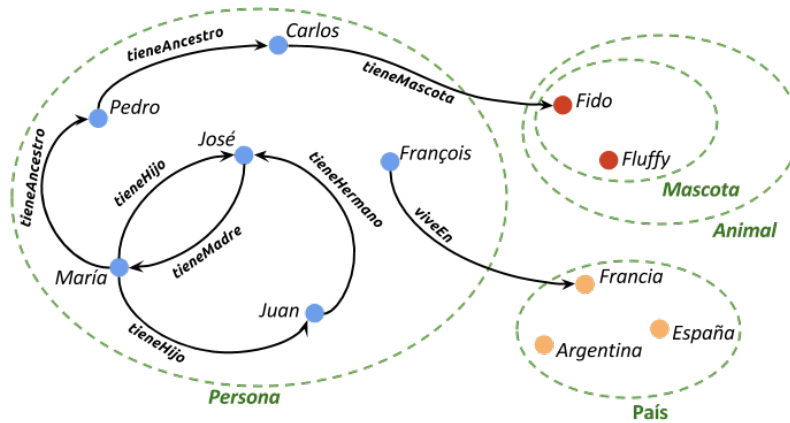 Carlos
tieneAncestro
tieneMascota
Pedro
Fido
José
François
Fluffy
tieneAncestro
tieneHijo
tieneHermano
Mascota
tieneMadre
viveEn
Animal
María
Francia
Juan
España
tieneHijo
Argentina
Persona
País